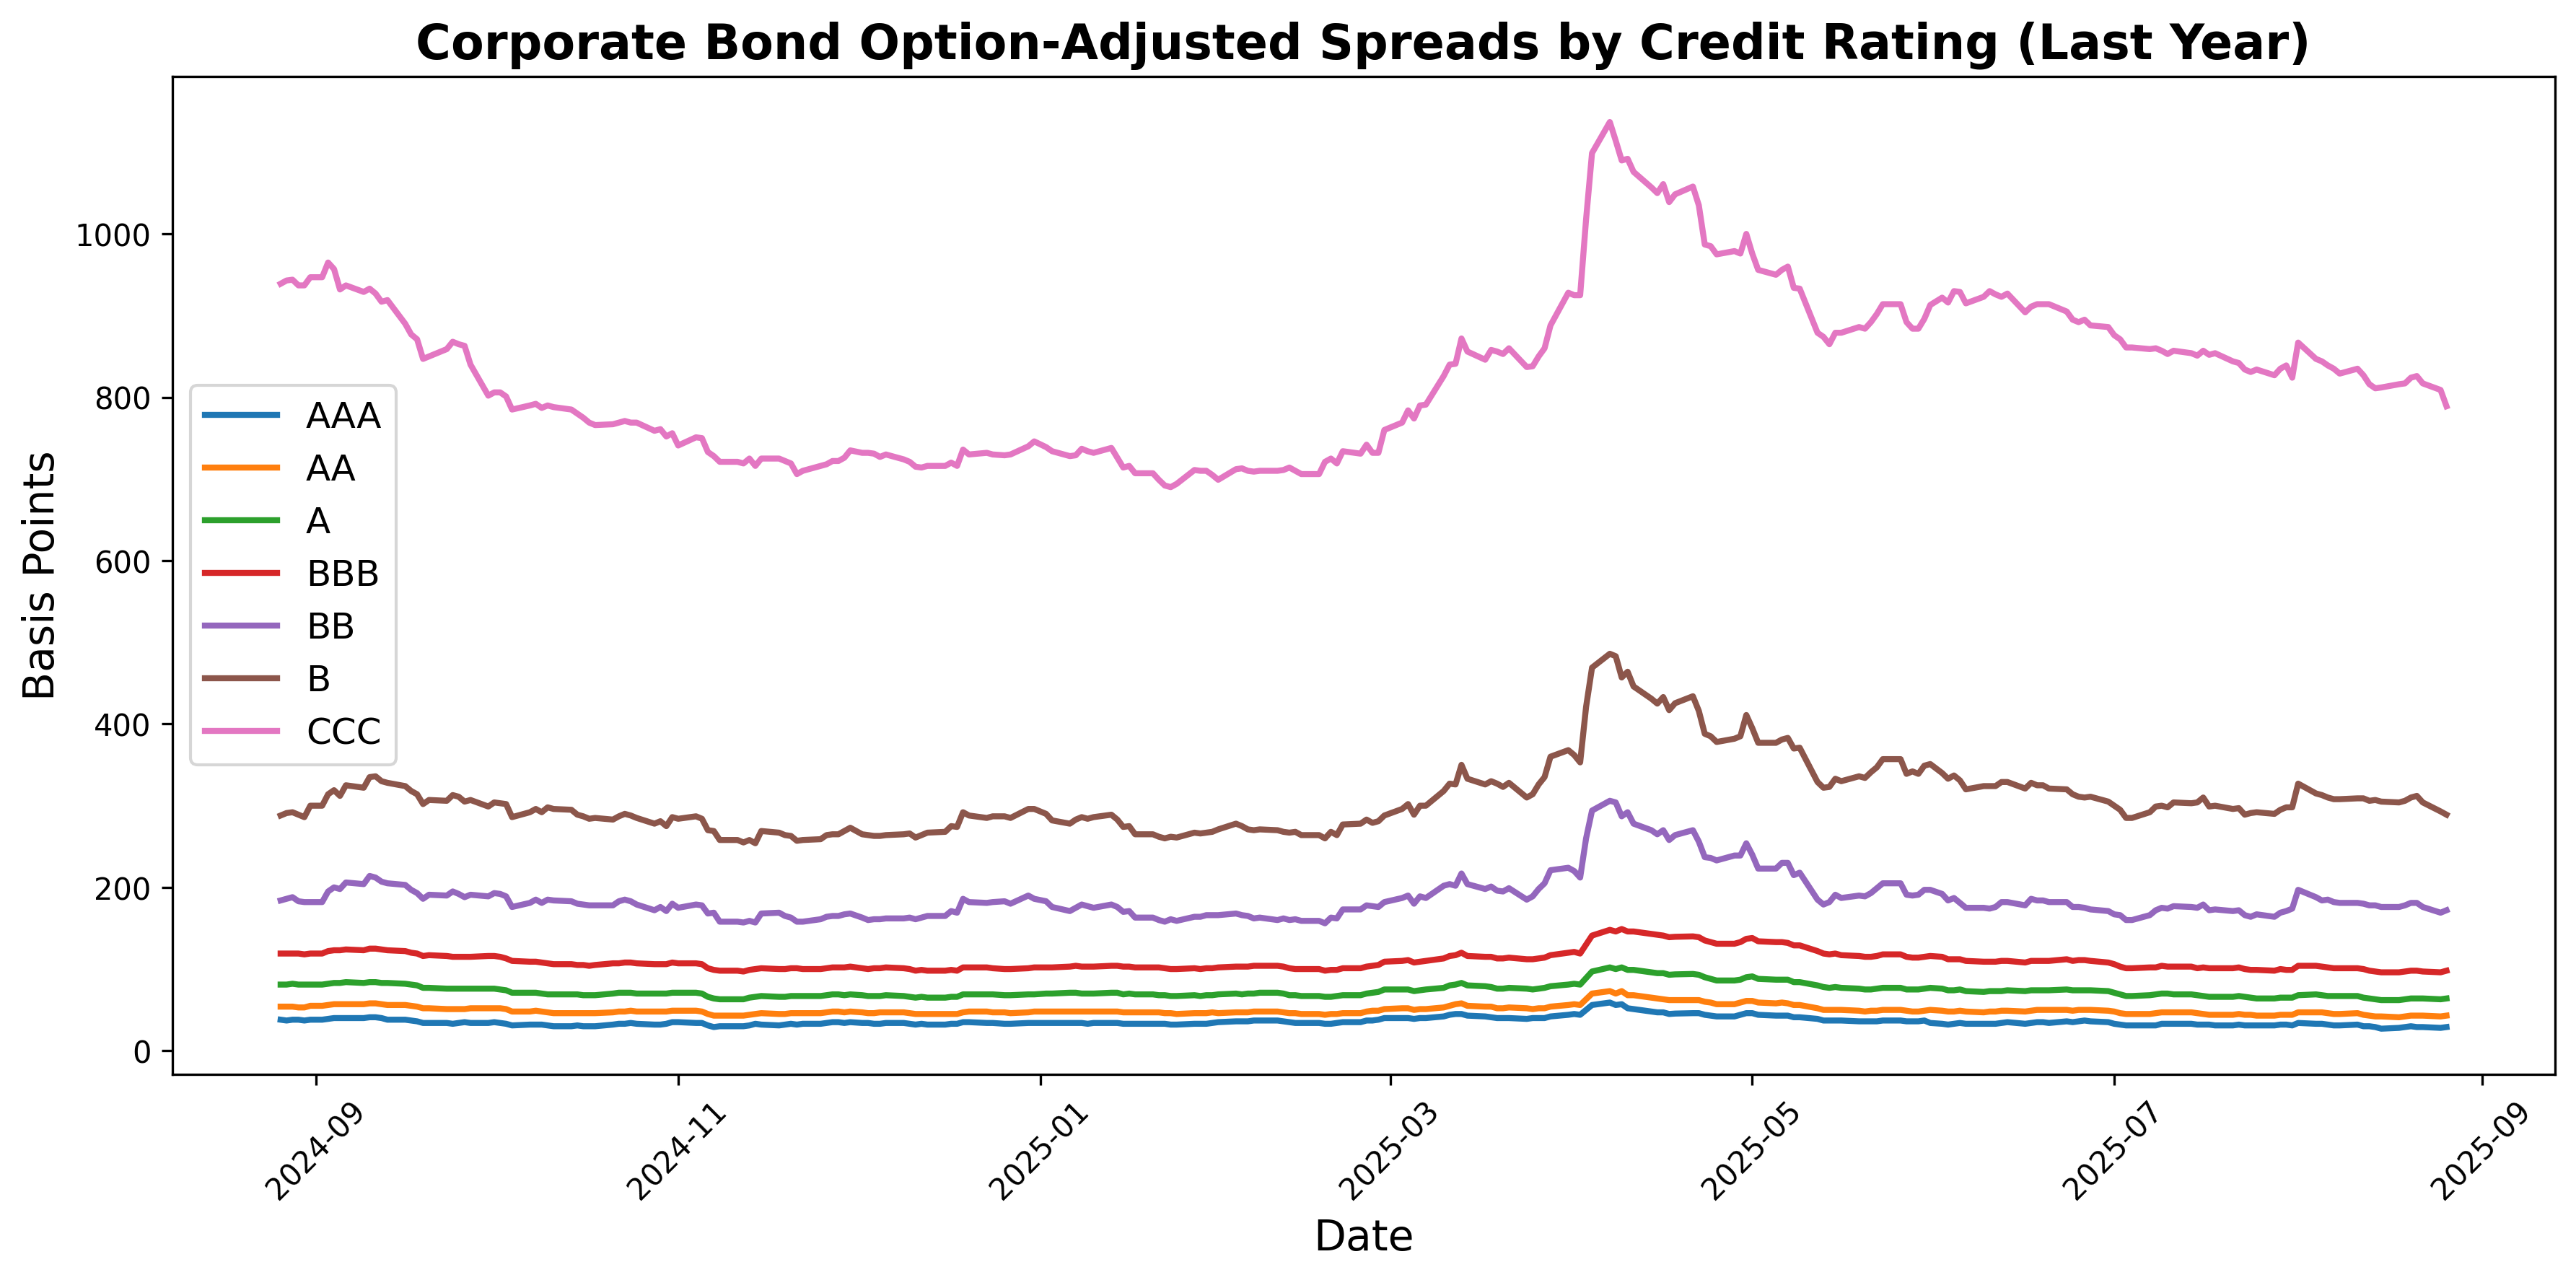 Corporate Bond Option-Adjusted Spreads by Credit Rating (Last Year)
Basis Points
1000
800
600
400
200
0
AAA
AA
A
BBB
BB
B
CCC
2024-09
2024-11
2025-01
2025-03
2025-05
2025-07
2025-09
Date